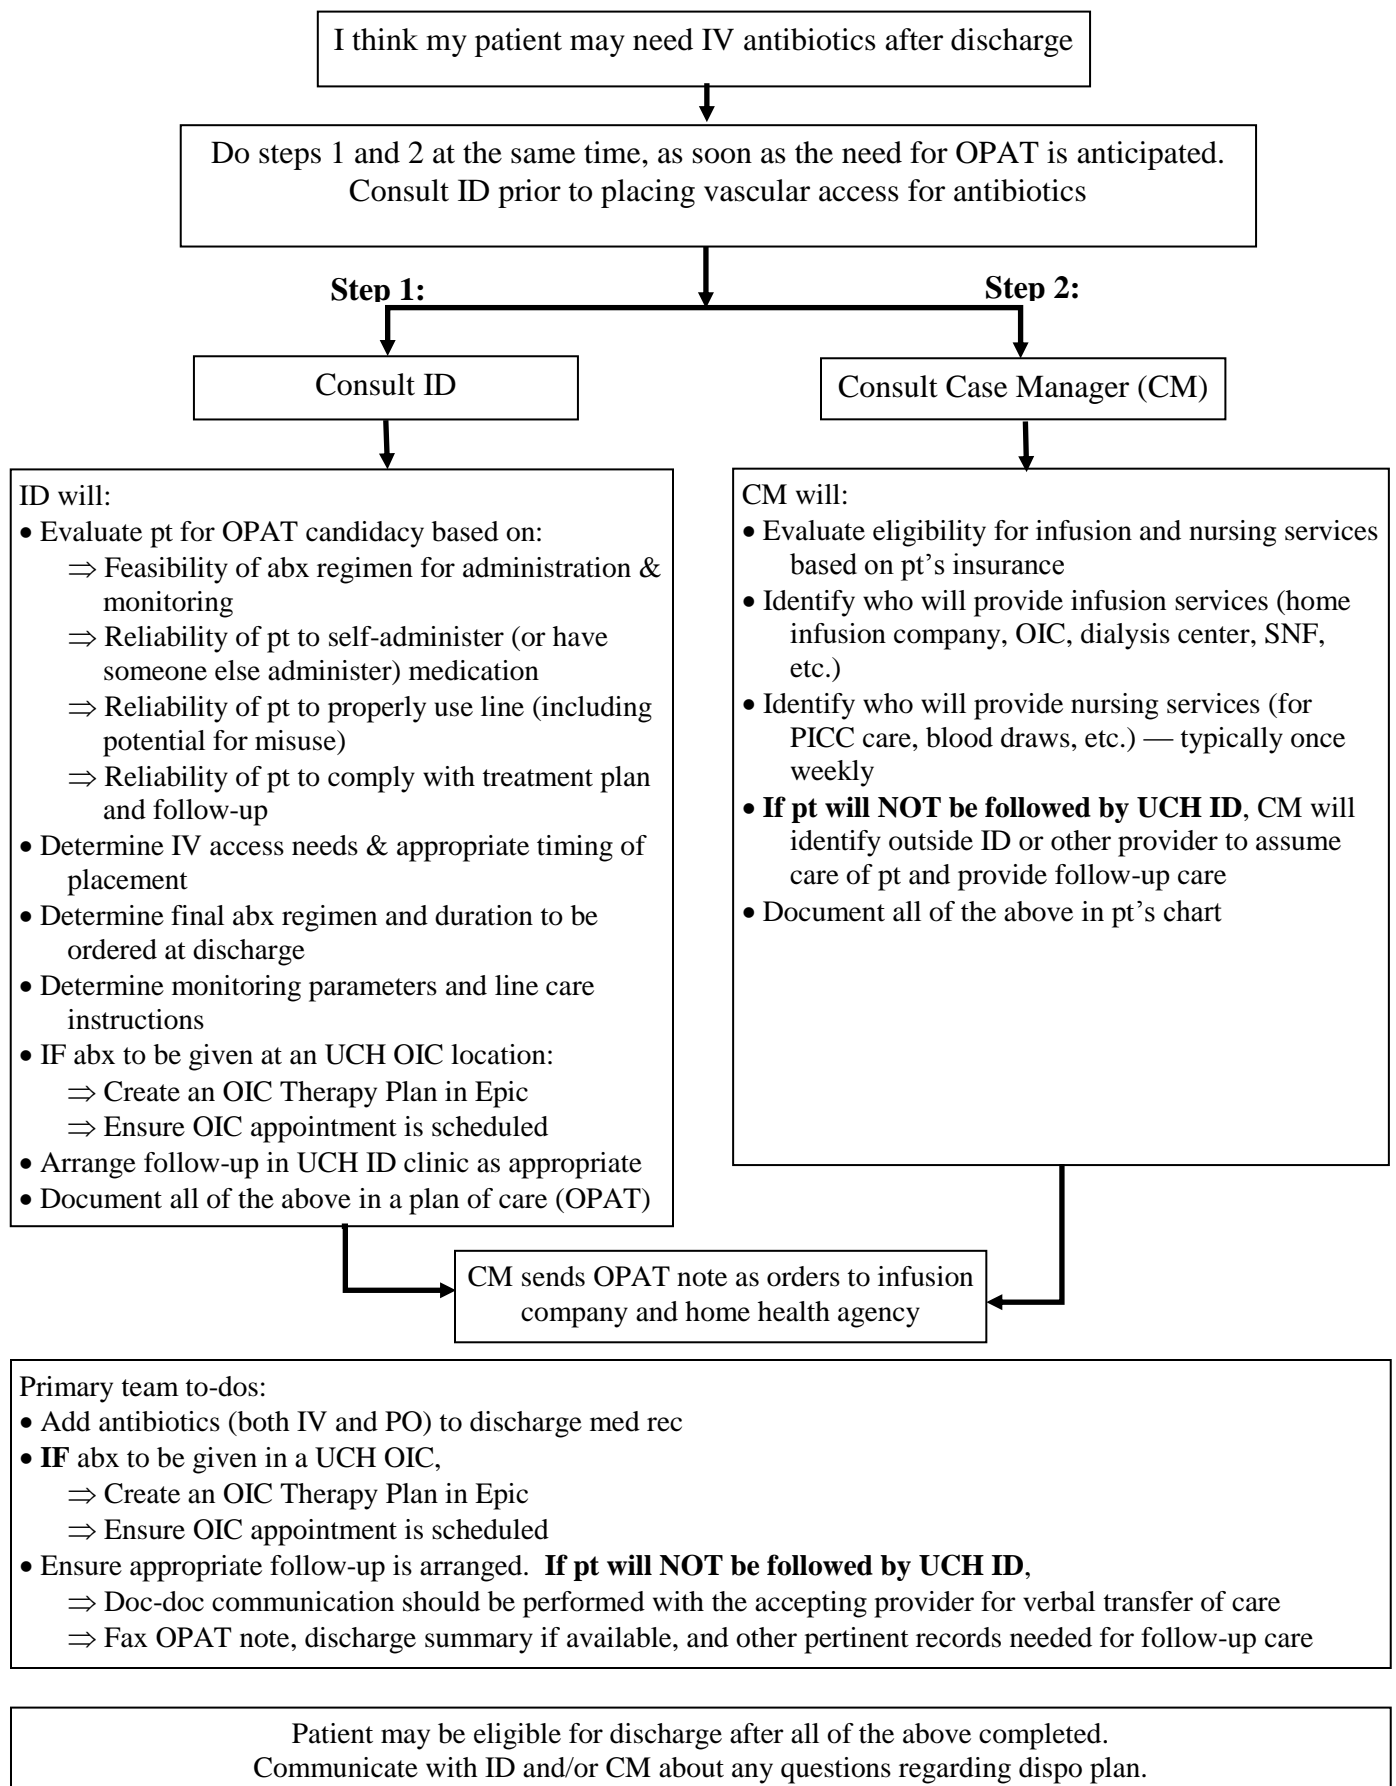 I think my patient may need IV antibiotics after discharge
Do steps 1 and 2 at the same time, as soon as the need for OPAT is anticipated.
Consult ID prior to placing vascular access for antibiotics
Step 1:
Step 2:
Consult ID
Consult Case Manager (CM)
ID will:
• Evaluate pt for OPAT candidacy based on:
⇒ Feasibility of abx regimen for administration &
monitoring
⇒ Reliability of pt to self-administer (or have
someone else administer) medication
⇒ Reliability of pt to properly use line (including
potential for misuse)
⇒ Reliability of pt to comply with treatment plan
and follow-up
• Determine IV access needs & appropriate timing of
placement
• Determine final abx regimen and duration to be
ordered at discharge
• Determine monitoring parameters and line care
instructions
• IF abx to be given at an UCH OIC location:
⇒ Create an OIC Therapy Plan in Epic
⇒ Ensure OIC appointment is scheduled
• Arrange follow-up in UCH ID clinic as appropriate
• Document all of the above in a plan of care (OPAT)
CM will:
• Evaluate eligibility for infusion and nursing services
based on pt’s insurance
• Identify who will provide infusion services (home
infusion company, OIC, dialysis center, SNF,
etc.)
• Identify who will provide nursing services (for
PICC care, blood draws, etc.) — typically once
weekly
• If pt will NOT be followed by UCH ID, CM will
identify outside ID or other provider to assume
care of pt and provide follow-up care
• Document all of the above in pt’s chart
CM sends OPAT note as orders to infusion
company and home health agency
Primary team to-dos:
• Add antibiotics (both IV and PO) to discharge med rec
• IF abx to be given in a UCH OIC,
⇒ Create an OIC Therapy Plan in Epic
⇒ Ensure OIC appointment is scheduled
• Ensure appropriate follow-up is arranged. If pt will NOT be followed by UCH ID,
⇒ Doc-doc communication should be performed with the accepting provider for verbal transfer of care
⇒ Fax OPAT note, discharge summary if available, and other pertinent records needed for follow-up care
Patient may be eligible for discharge after all of the above completed.
Communicate with ID and/or CM about any questions regarding dispo plan.